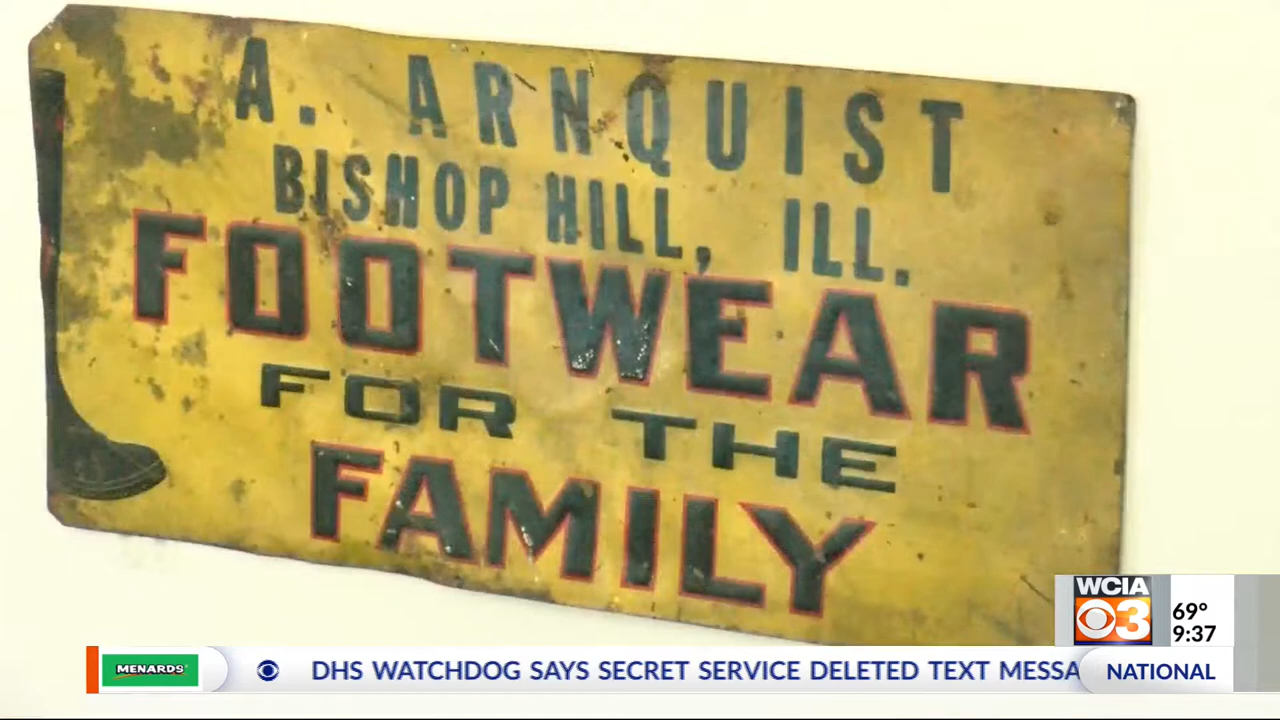 A. ARNQUIST
BISHOP HILL, ILL.
FOOTWEAR
FOR THE
FAMILY
WCIA
3
69°
9:37
MENARDS
DHS WATCHDOG SAYS SECRET SERVICE DELETED TEXT MESSA
NATIONAL